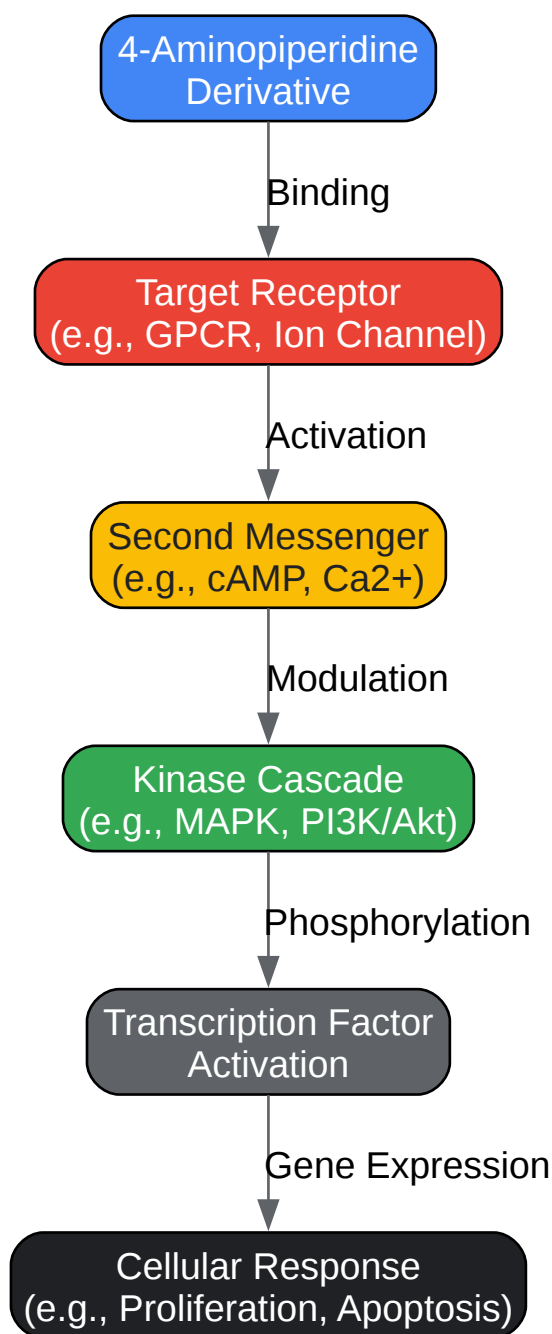 4-Aminopiperidine
Derivative
Binding
Target Receptor
(e.g., GPCR, Ion Channel)
Activation
Second Messenger
(e.g., cAMP, Ca2+)
Modulation
Kinase Cascade
(e.g., MAPK, PI3K/Akt)
Phosphorylation
Transcription Factor
Activation
Gene Expression
Cellular Response
(e.g., Proliferation, Apoptosis)